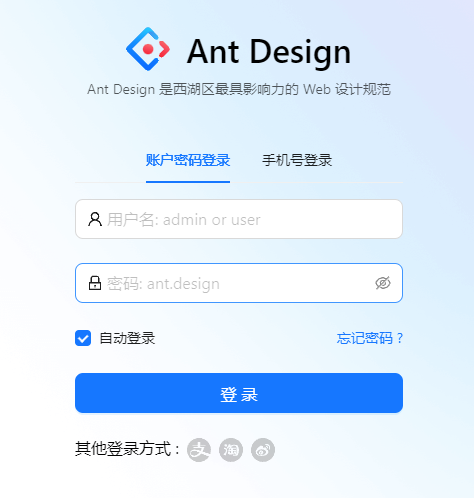 Ant Design
Ant Design 是西湖区最具影响力的 Web 设计规范
账户密码登录 手机号登录
用户名: admin or user
密码: ant.design
自动登录 忘记密码 ?
登 录
其他登录方式 : 支 淘